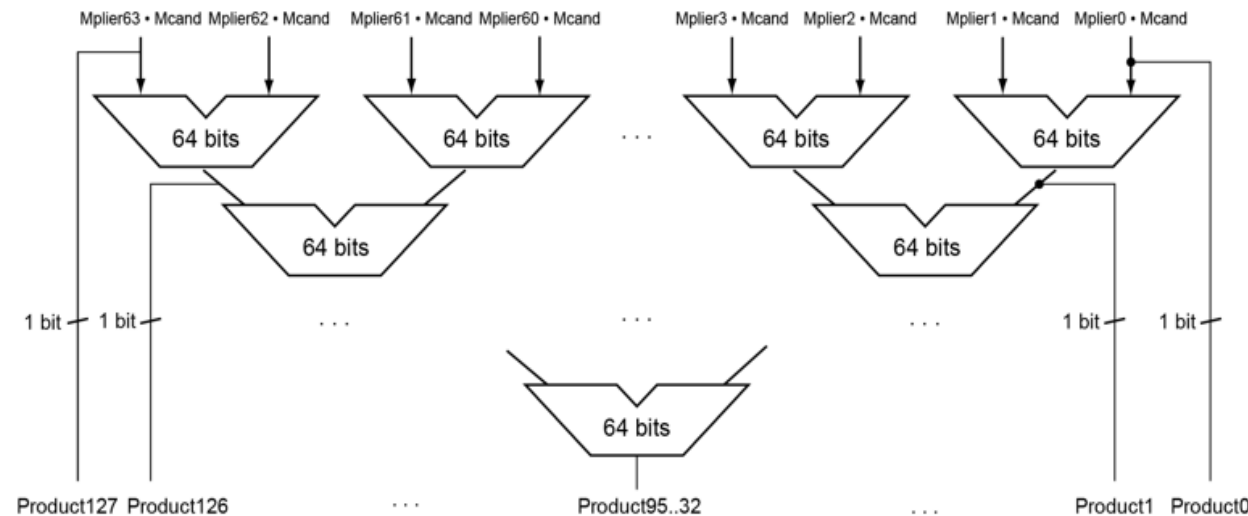 Mplier63 • Mcand Mplier62 • Mcand Mplier61 • Mcand Mplier60 • Mcand Mplier3 • Mcand Mplier2 • Mcand Mplier1 • Mcand Mplier0 • Mcand
64 bits 64 bits . . . 64 bits 64 bits
64 bits 64 bits
1 bit 1 bit . . . . . . . . . 1 bit 1 bit
64 bits
Product127 Product126 . . . Product95..32 . . . Product1 Product0